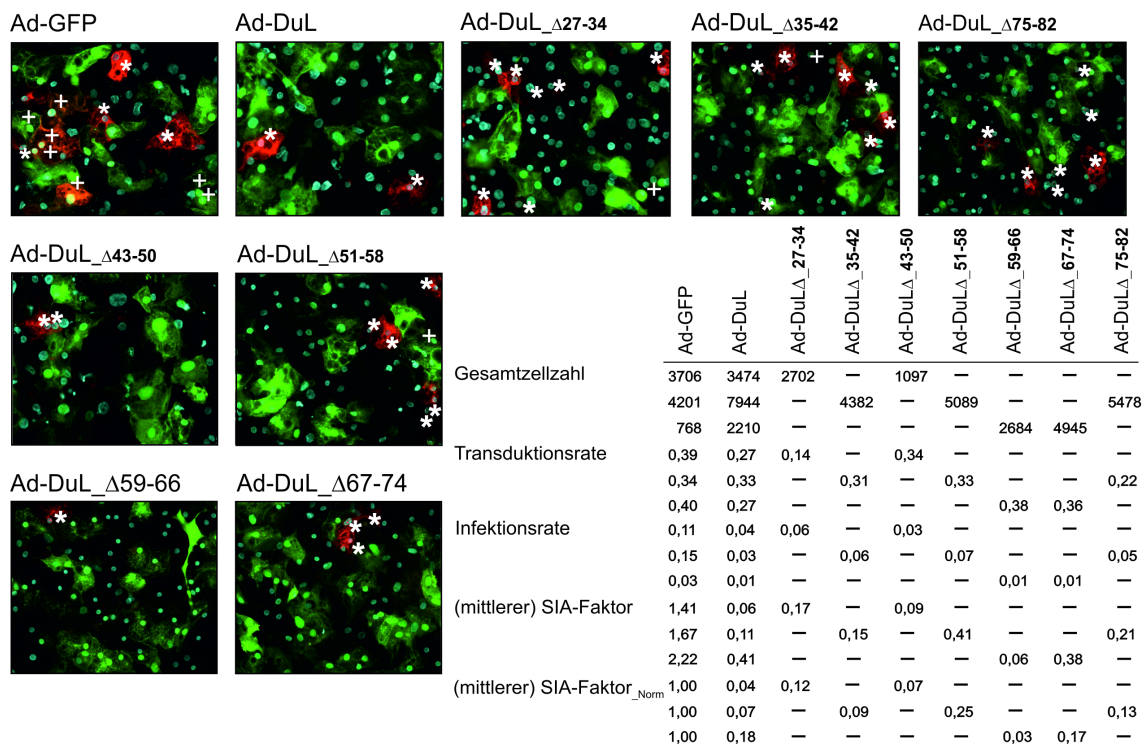 Ad-GFP
Ad-DuL
Ad-DuL_Δ27-34
Ad-DuL_Δ35-42
Ad-DuL_Δ75-82
Ad-DuL_Δ43-50
Ad-DuL_Δ51-58
Ad-DuL_Δ59-66
Ad-DuL_Δ67-74
Ad-GFP Ad-DuL Ad-DuLΔ_27-34 Ad-DuLΔ_35-42 Ad-DuLΔ_43-50 Ad-DuLΔ_51-58 Ad-DuLΔ_59-66 Ad-DuLΔ_67-74 Ad-DuLΔ_75-82
Gesamtzellzahl 3706 3474 2702 – 1097 – – – –
4201 7944 – 4382 – 5089 – – 5478
768 2210 – – – – 2684 4945 –
Transduktionsrate 0,39 0,27 0,14 – 0,34 – – – –
0,34 0,33 – 0,31 – 0,33 – – 0,22
0,40 0,27 – – – – 0,38 0,36 –
Infektionsrate 0,11 0,04 0,06 – 0,03 – – – –
0,15 0,03 – 0,06 – 0,07 – – 0,05
0,03 0,01 – – – – 0,01 0,01 –
(mittlerer) SIA-Faktor 1,41 0,06 0,17 – 0,09 – – – –
1,67 0,11 – 0,15 – 0,41 – – 0,21
2,22 0,41 – – – – 0,06 0,38 –
(mittlerer) SIA-Faktor_Norm 1,00 0,04 0,12 – 0,07 – – – –
1,00 0,07 – 0,09 – 0,25 – – 0,13
1,00 0,18 – – – – 0,03 0,17 –